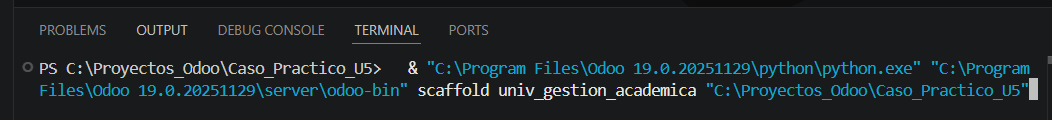 PROBLEMS OUTPUT DEBUG CONSOLE TERMINAL PORTS
PS C:\Proyectos_Odoo\Caso_Practico_U5> & "C:\Program Files\Odoo 19.0.20251129\python\python.exe" "C:\Program
Files\Odoo 19.0.20251129\server\odoo-bin" scaffold univ_gestion_academica "C:\Proyectos_Odoo\Caso_Practico_U5"